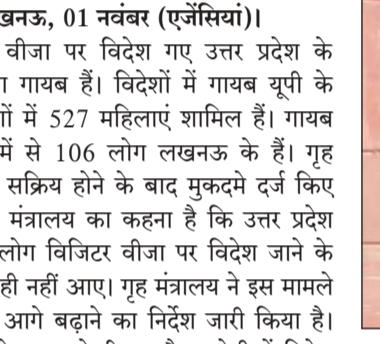 खनऊ, 01 नवंबर (एजेंसियां)।
वीजा पर विदेश गए उत्तर प्रदेश के
गायब हैं। विदेशों में गायब यूपी के
में 527 महिलाएं शामिल हैं। गायब
में से 106 लोग लखनऊ के हैं। गृह
सक्रिय होने के बाद मुकदमे दर्ज किए
मंत्रालय का कहना है कि उत्तर प्रदेश
लोग विजिटर वीजा पर विदेश जाने के
ही नहीं आए। गृह मंत्रालय ने इस मामले
आगे बढ़ाने का निर्देश जारी किया है।